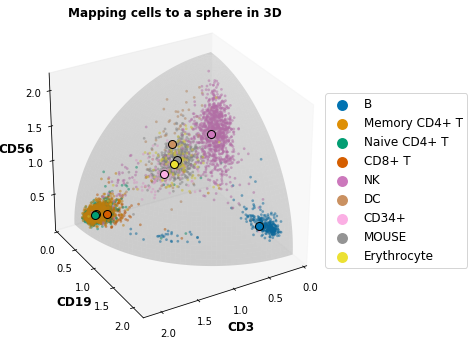 Mapping cells to a sphere in 3D
CD56
2.0
1.5
1.0
0.5
0.0
0.5
1.0
1.5
2.0
CD19
2.0
1.5
1.0
0.5
0.0
CD3
B
Memory CD4+ T
Naive CD4+ T
CD8+ T
NK
DC
CD34+
MOUSE
Erythrocyte